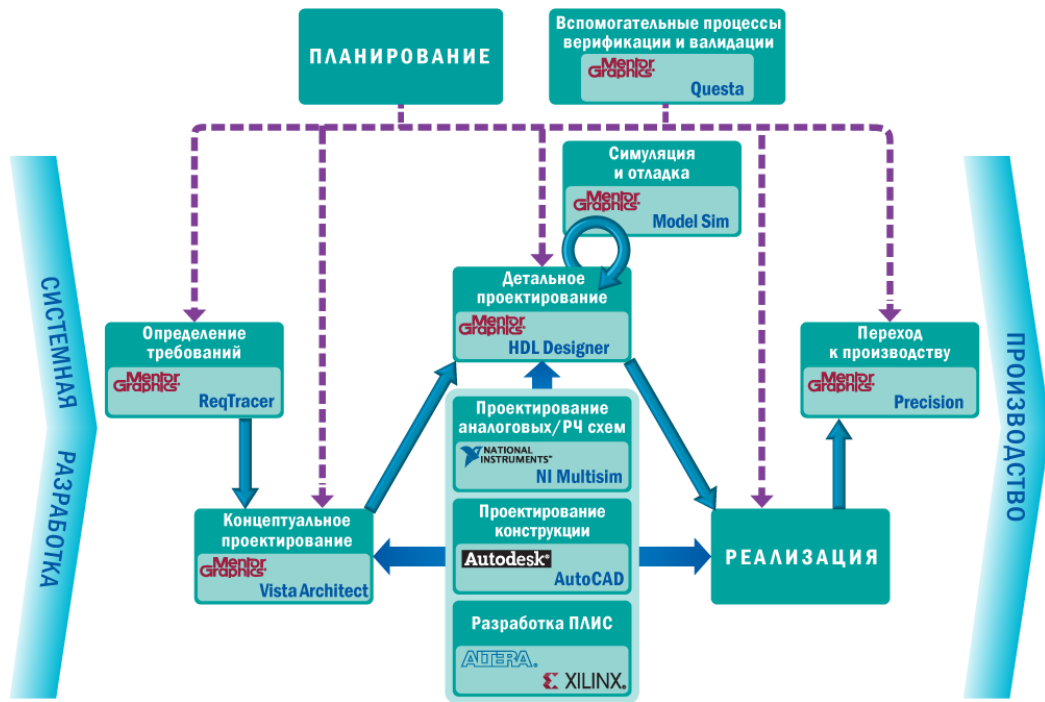 ПЛАНИРОВАНИЕ
Вспомогательные процессы
верификации и валидации
Mentor
Graphics
Questa
Симуляция
и отладка
Mentor
Graphics
Model Sim
СИСТЕМНАЯ РАЗРАБОТКА
Определение
требований
Mentor
Graphics
ReqTracer
Детальное
проектирование
Mentor
Graphics
HDL Designer
Переход
к производству
Mentor
Graphics
Precision
ПРОИЗВОДСТВО
Проектирование
аналоговых/РЧ схем
NATIONAL
INSTRUMENTS™
NI Multisim
Концептуальное
проектирование
Mentor
Graphics
Vista Architect
Проектирование
конструкции
Autodesk®
AutoCAD
РЕАЛИЗАЦИЯ
Разработка ПЛИС
ALTERA®
XILINX®